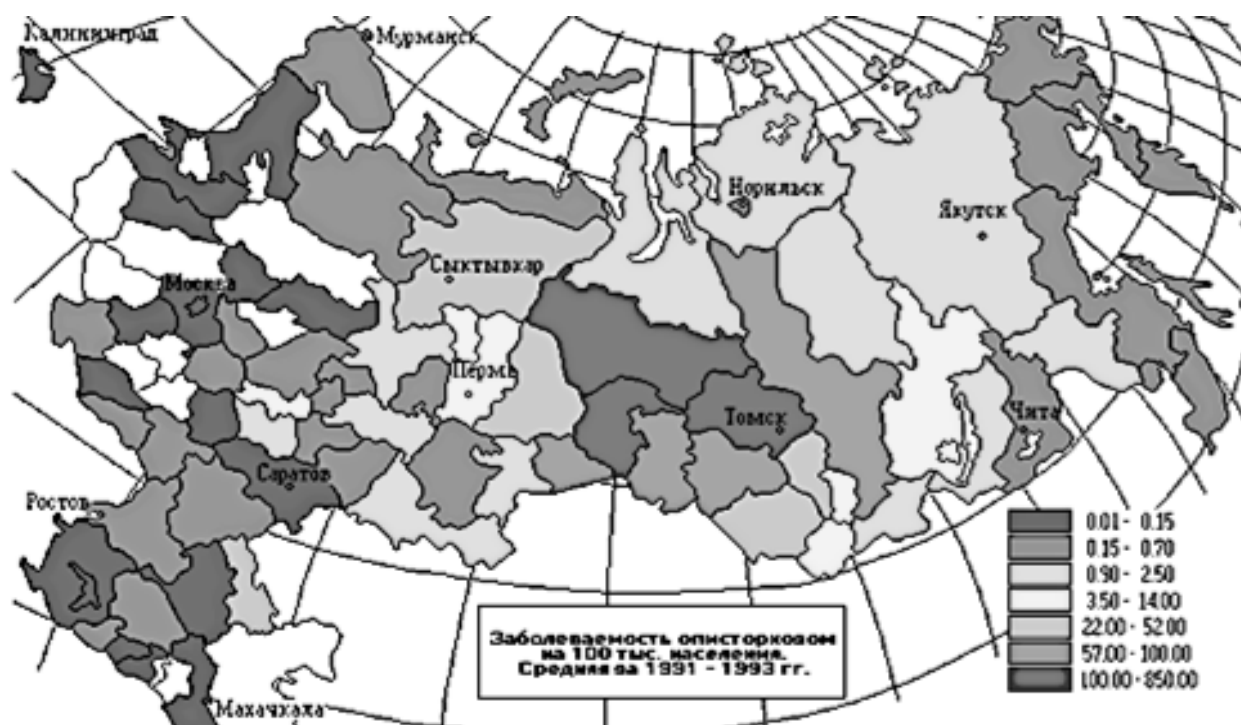 Калининград
Мурманск
Норильск
Якутск
Сыктывкар
Москва
Пермь
Томск
Чита
Саратов
Ростов
Махачкала
0.01 - 0.15
0.15 - 0.70
0.90 - 2.50
3.50 - 14.00
22.00 - 52.00
57.00 - 100.00
100.00 - 850.00
Заболеваемость описторхозом
на 100 тыс. населения.
Средняя за 1991 - 1993 гг.